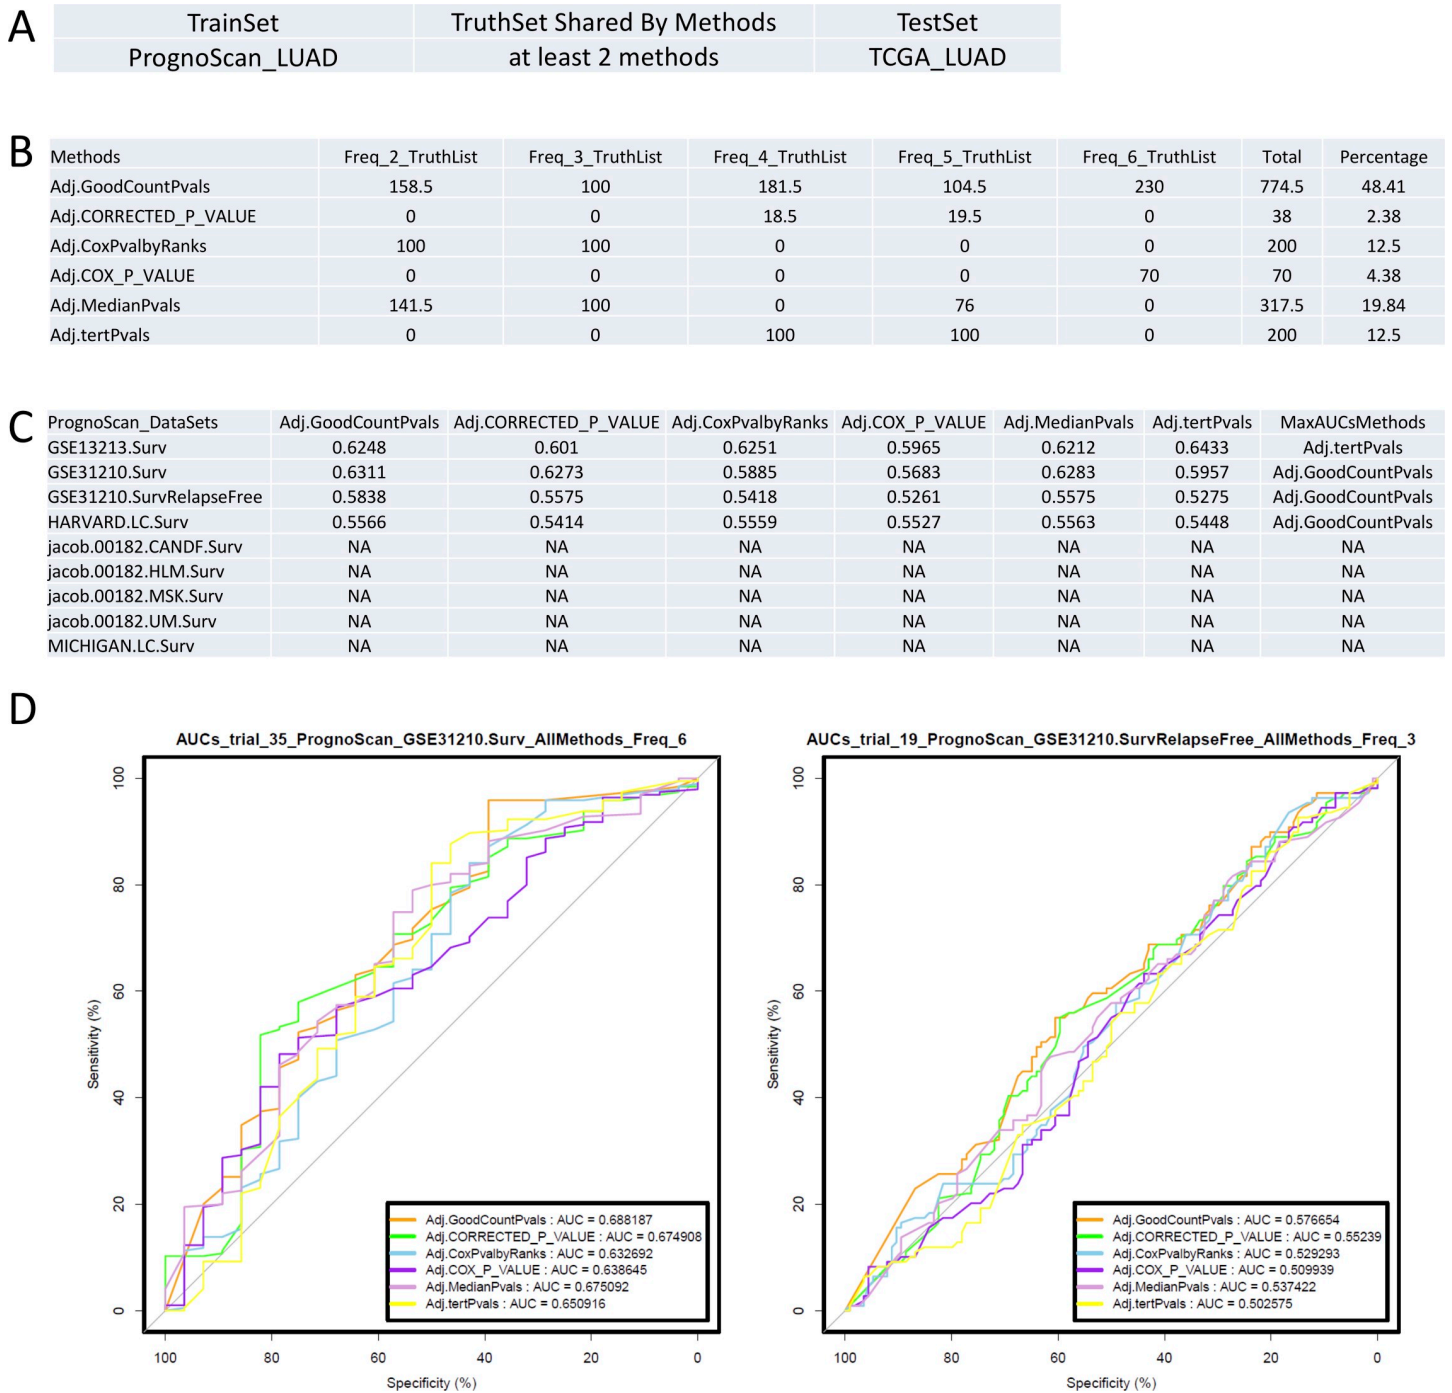 A
TrainSet TruthSet Shared By Methods TestSet
PrognoScan_LUAD at least 2 methods TCGA_LUAD
B
Methods Freq_2_TruthList Freq_3_TruthList Freq_4_TruthList Freq_5_TruthList Freq_6_TruthList Total Percentage
Adj.GoodCountPvals 158.5 100 181.5 104.5 230 774.5 48.41
Adj.CORRECTED_P_VALUE 0 0 18.5 19.5 0 38 2.38
Adj.CoxPvalbyRanks 100 100 0 0 0 200 12.5
Adj.COX_P_VALUE 0 0 0 0 70 70 4.38
Adj.MedianPvals 141.5 100 0 76 0 317.5 19.84
Adj.tertPvals 0 0 100 100 0 200 12.5
C
PrognoScan_DataSets Adj.GoodCountPvals Adj.CORRECTED_P_VALUE Adj.CoxPvalbyRanks Adj.COX_P_VALUE Adj.MedianPvals Adj.tertPvals MaxAUCsMethods
GSE13213.Surv 0.6248 0.601 0.6251 0.5965 0.6212 0.6433 Adj.tertPvals
GSE31210.Surv 0.6311 0.6273 0.5885 0.5683 0.6283 0.5957 Adj.GoodCountPvals
GSE31210.SurvRelapseFree 0.5838 0.5575 0.5418 0.5261 0.5575 0.5275 Adj.GoodCountPvals
HARVARD.LC.Surv 0.5566 0.5414 0.5559 0.5527 0.5563 0.5448 Adj.GoodCountPvals
jacob.00182.CANDF.Surv NA NA NA NA NA NA NA
jacob.00182.HLM.Surv NA NA NA NA NA NA NA
jacob.00182.MSK.Surv NA NA NA NA NA NA NA
jacob.00182.UM.Surv NA NA NA NA NA NA NA
MICHIGAN.LC.Surv NA NA NA NA NA NA NA
D
AUCs_trial_35_PrognoScan_GSE31210.Surv_AllMethods_Freq_6
Sensitivity (%)
100
80
60
40
20
0
Adj.GoodCountPvals : AUC = 0.688187
Adj.CORRECTED_P_VALUE : AUC = 0.674908
Adj.CoxPvalbyRanks : AUC = 0.632692
Adj.COX_P_VALUE : AUC = 0.638645
Adj.MedianPvals : AUC = 0.675092
Adj.tertPvals : AUC = 0.650916
100 80 60 40 20 0
Specificity (%)
AUCs_trial_19_PrognoScan_GSE31210.SurvRelapseFree_AllMethods_Freq_3
Sensitivity (%)
100
80
60
40
20
0
Adj.GoodCountPvals : AUC = 0.576654
Adj.CORRECTED_P_VALUE : AUC = 0.55239
Adj.CoxPvalbyRanks : AUC = 0.529293
Adj.COX_P_VALUE : AUC = 0.509939
Adj.MedianPvals : AUC = 0.537422
Adj.tertPvals : AUC = 0.502575
100 80 60 40 20 0
Specificity (%)